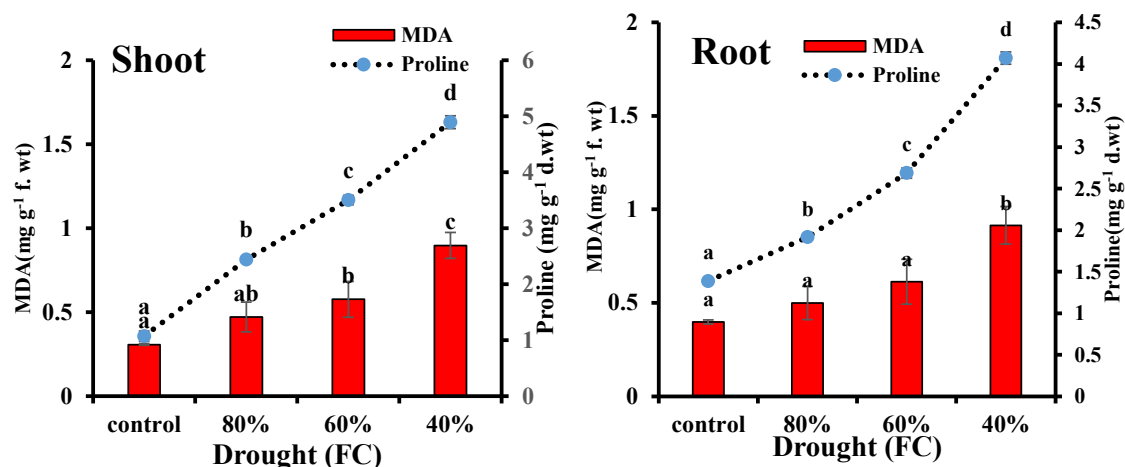 Shoot
MDA
Proline
2
1.5
1
0.5
0
MDA(mg g⁻¹ f. wt)
6
5
4
3
2
1
0
Proline (mg g⁻¹ d.wt)
a
a
b
ab
c
b
d
c
control 80% 60% 40%
Drought (FC)
Root
MDA
Proline
2
1.5
1
0.5
0
MDA(mg g⁻¹ f. wt)
4.5
4
3.5
3
2.5
2
1.5
1
0.5
0
Proline(mg g⁻¹ d.wt)
a
a
b
a
c
a
d
b
control 80% 60% 40%
Drought (FC)